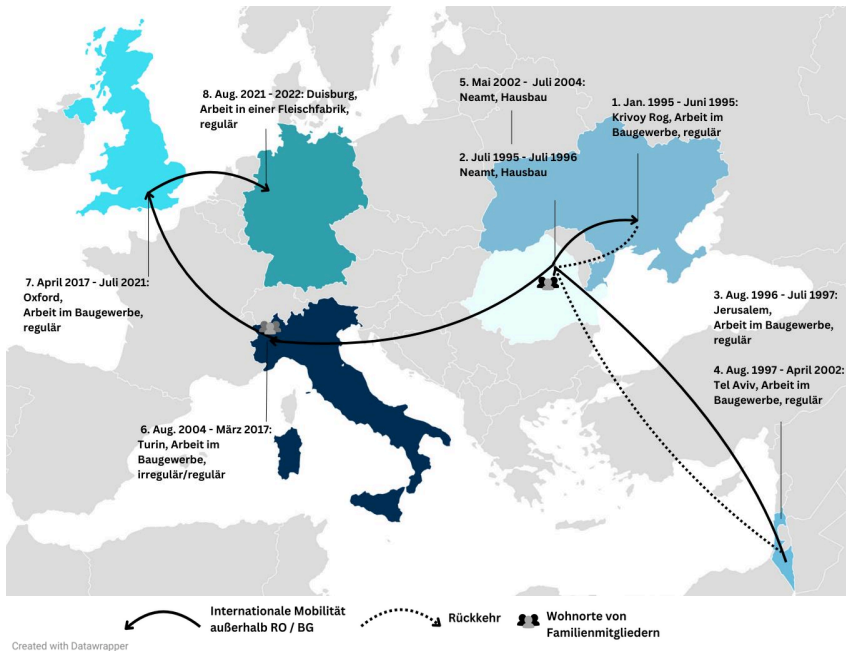 8. Aug. 2021 - 2022: Duisburg,
Arbeit in einer Fleischfabrik,
regulär
5. Mai 2002 - Juli 2004:
Neamt, Hausbau
1. Jan. 1995 - Juni 1995:
Krivoy Rog, Arbeit im
Baugewerbe, regulär
2. Juli 1995 - Juli 1996
Neamt, Hausbau
7. April 2017 - Juli 2021:
Oxford,
Arbeit im Baugewerbe,
regulär
3. Aug. 1996 - Juli 1997:
Jerusalem,
Arbeit im Baugewerbe,
regulär
4. Aug. 1997 - April 2002:
Tel Aviv, Arbeit im
Baugewerbe, regulär
6. Aug. 2004 - März 2017:
Turin, Arbeit im
Baugewerbe,
irregulär/regulär
Internationale Mobilität
außerhalb RO / BG
Rückkehr
Wohnorte von
Familienmitgliedern
Created with Datawrapper